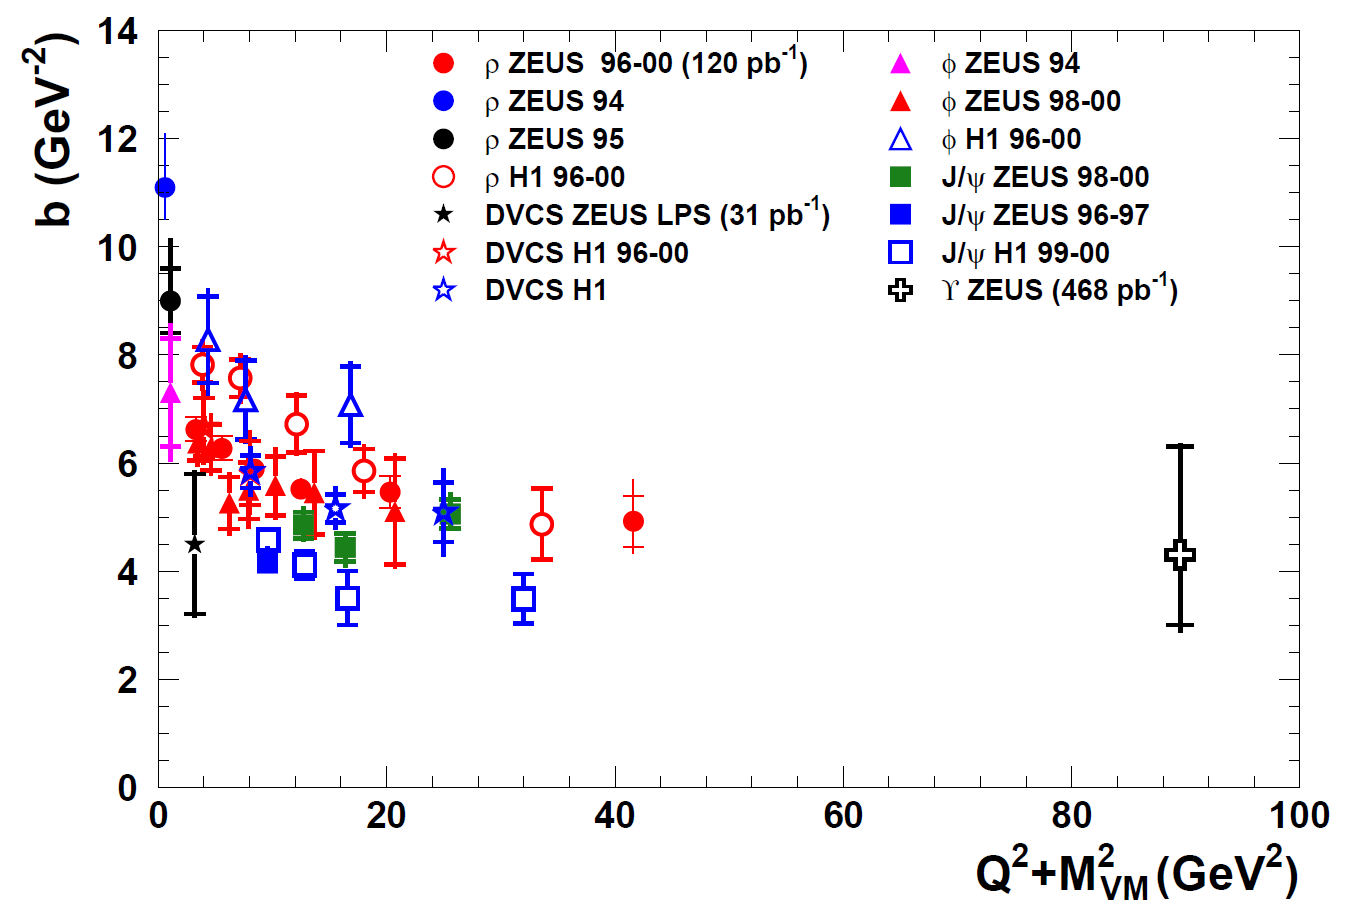 b (GeV⁻²)
14
12
10
8
6
4
2
0
ρ ZEUS 96-00 (120 pb⁻¹)
ρ ZEUS 94
ρ ZEUS 95
ρ H1 96-00
DVCS ZEUS LPS (31 pb⁻¹)
DVCS H1 96-00
DVCS H1
ϕ ZEUS 94
ϕ ZEUS 98-00
ϕ H1 96-00
J/ψ ZEUS 98-00
J/ψ ZEUS 96-97
J/ψ H1 99-00
ϒ ZEUS (468 pb⁻¹)
0 20 40 60 80 100
Q²+M²VM (GeV²)